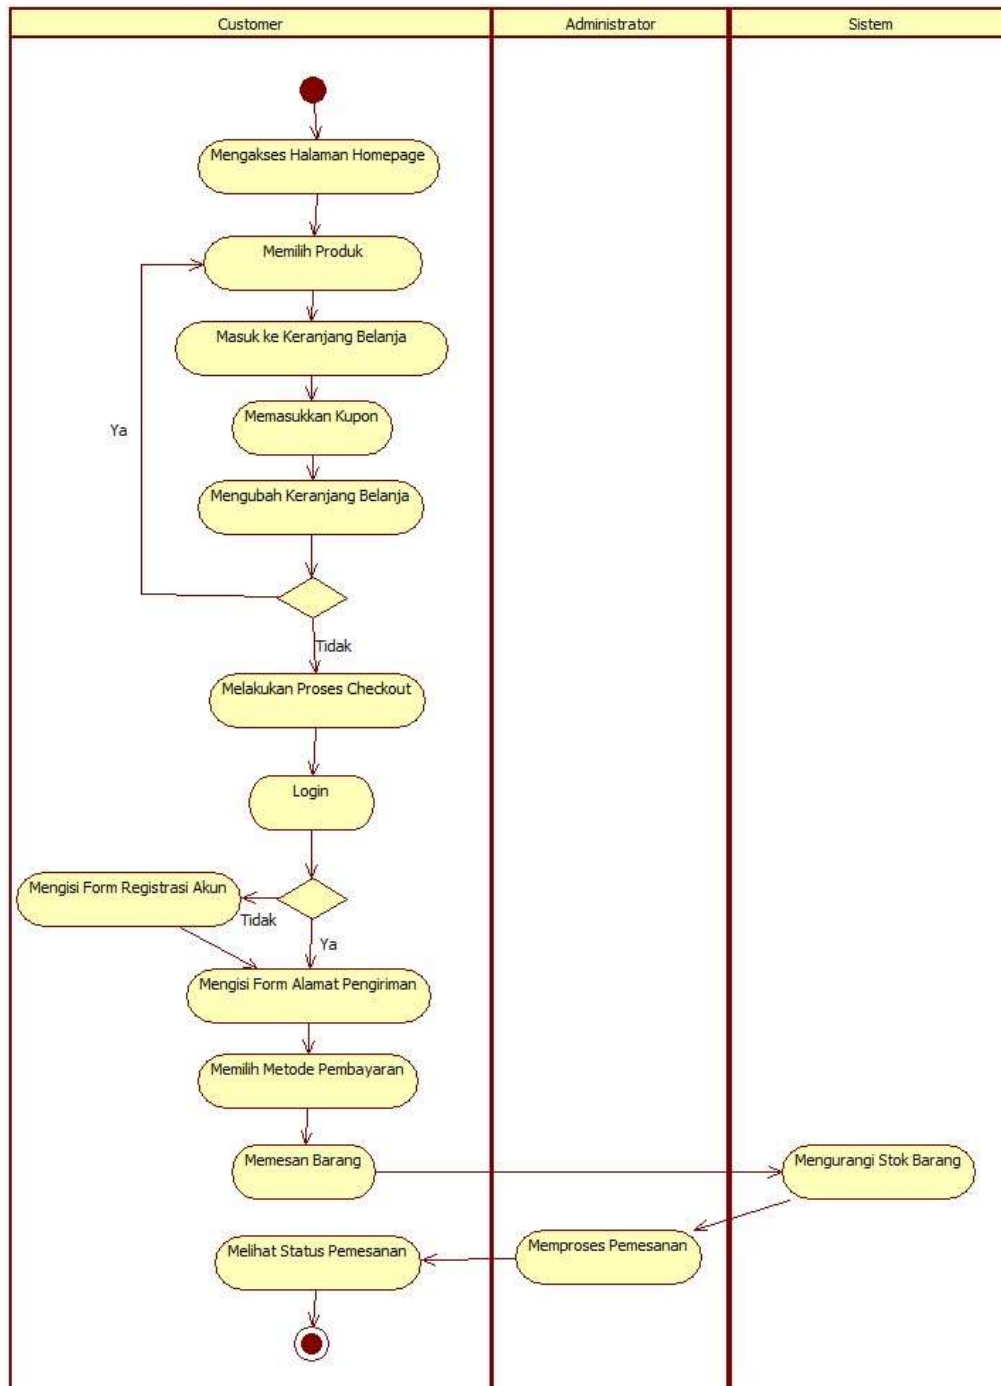 Customer
Administrator
Sistem
Mengakses Halaman Homepage
Memilih Produk
Masuk ke Keranjang Belanja
Memasukkan Kupon
Ya
Mengubah Keranjang Belanja
Tidak
Melakukan Proses Checkout
Login
Mengisi Form Registrasi Akun
Tidak
Ya
Mengisi Form Alamat Pengiriman
Memilih Metode Pembayaran
Memesan Barang
Mengurangi Stok Barang
Memproses Pemesanan
Melihat Status Pemesanan